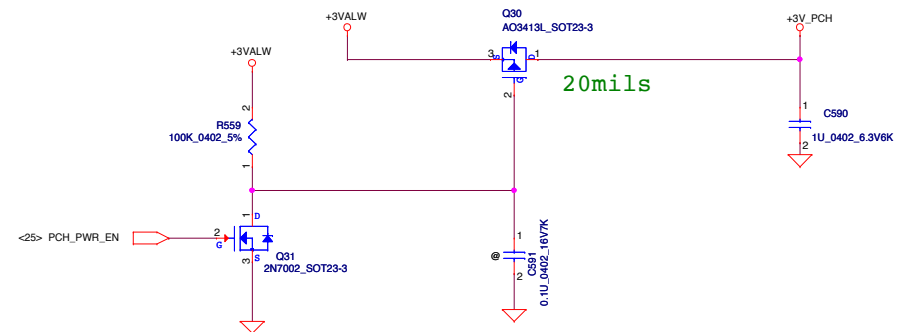 +3VALW
Q30
AO3413L_SOT23-3
+3V_PCH
+3VALW
3
S
D
1
G
2
20mils
2
R559
100K_0402_5%
1
1
C590
1U_0402_6.3V6K
2
<25> PCH_PWR_EN
2
G
1
D
3
S
Q31
2N7002_SOT23-3
1
@
2
C591
0.1U_0402_16V7K